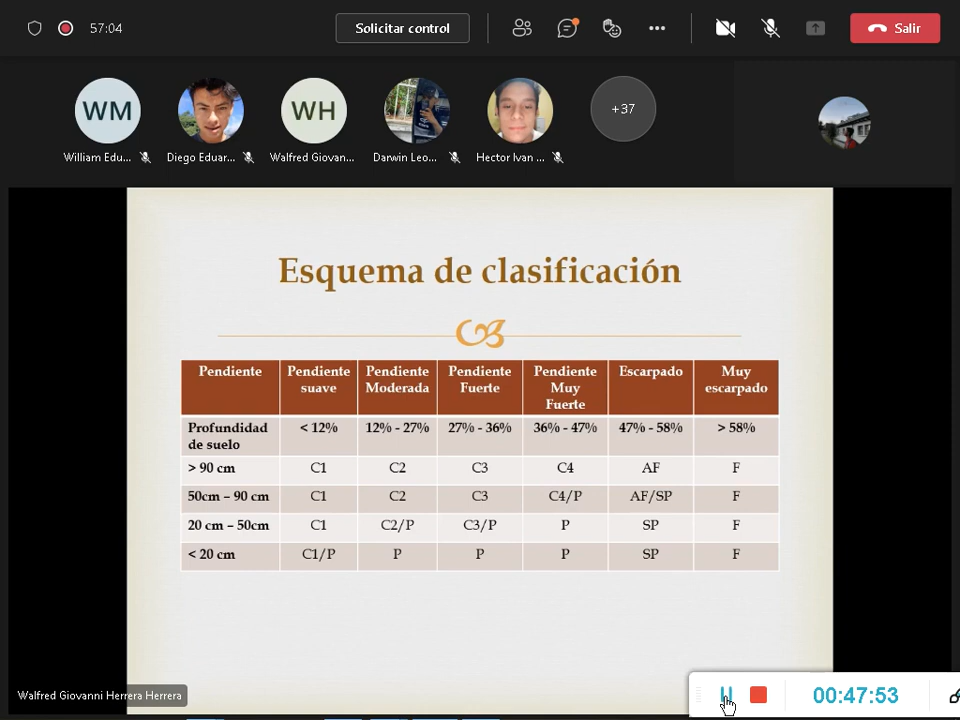 57:04 Solicitar control Salir
WM WH +37
William Edu... Diego Eduar... Walfred Giovan... Darwin Leo... Hector Ivan ...
Esquema de clasificación
Pendiente Pendiente suave Pendiente Moderada Pendiente Fuerte Pendiente Muy Fuerte Escarpado Muy escarpado
Profundidad de suelo < 12% 12% - 27% 27% - 36% 36% - 47% 47% - 58% > 58%
> 90 cm C1 C2 C3 C4 AF F
50cm – 90 cm C1 C2 C3 C4/P AF/SP F
20 cm – 50cm C1 C2/P C3/P P SP F
< 20 cm C1/P P P P SP F
Walfred Giovanni Herrera Herrera
00:47:53